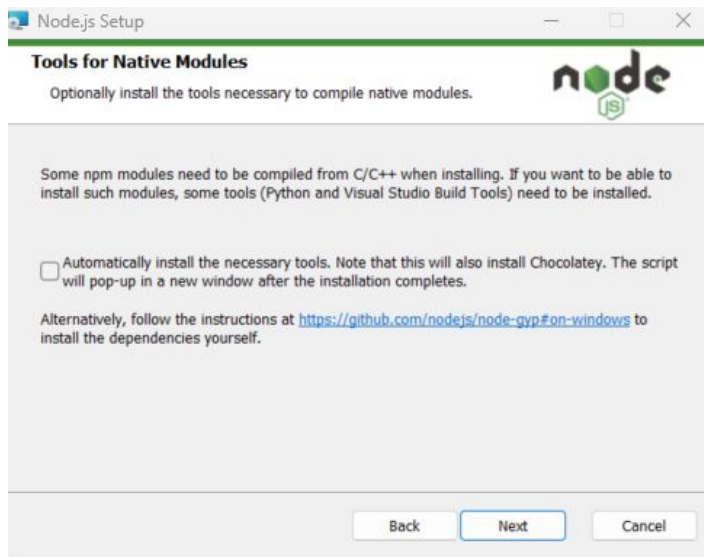 Node.js Setup
Tools for Native Modules
Optionally install the tools necessary to compile native modules.
node
JS
Some npm modules need to be compiled from C/C++ when installing. If you want to be able to
install such modules, some tools (Python and Visual Studio Build Tools) need to be installed.
Automatically install the necessary tools. Note that this will also install Chocolatey. The script
will pop-up in a new window after the installation completes.
Alternatively, follow the instructions at https://github.com/nodejs/node-gyp#on-windows to
install the dependencies yourself.
Back Next Cancel